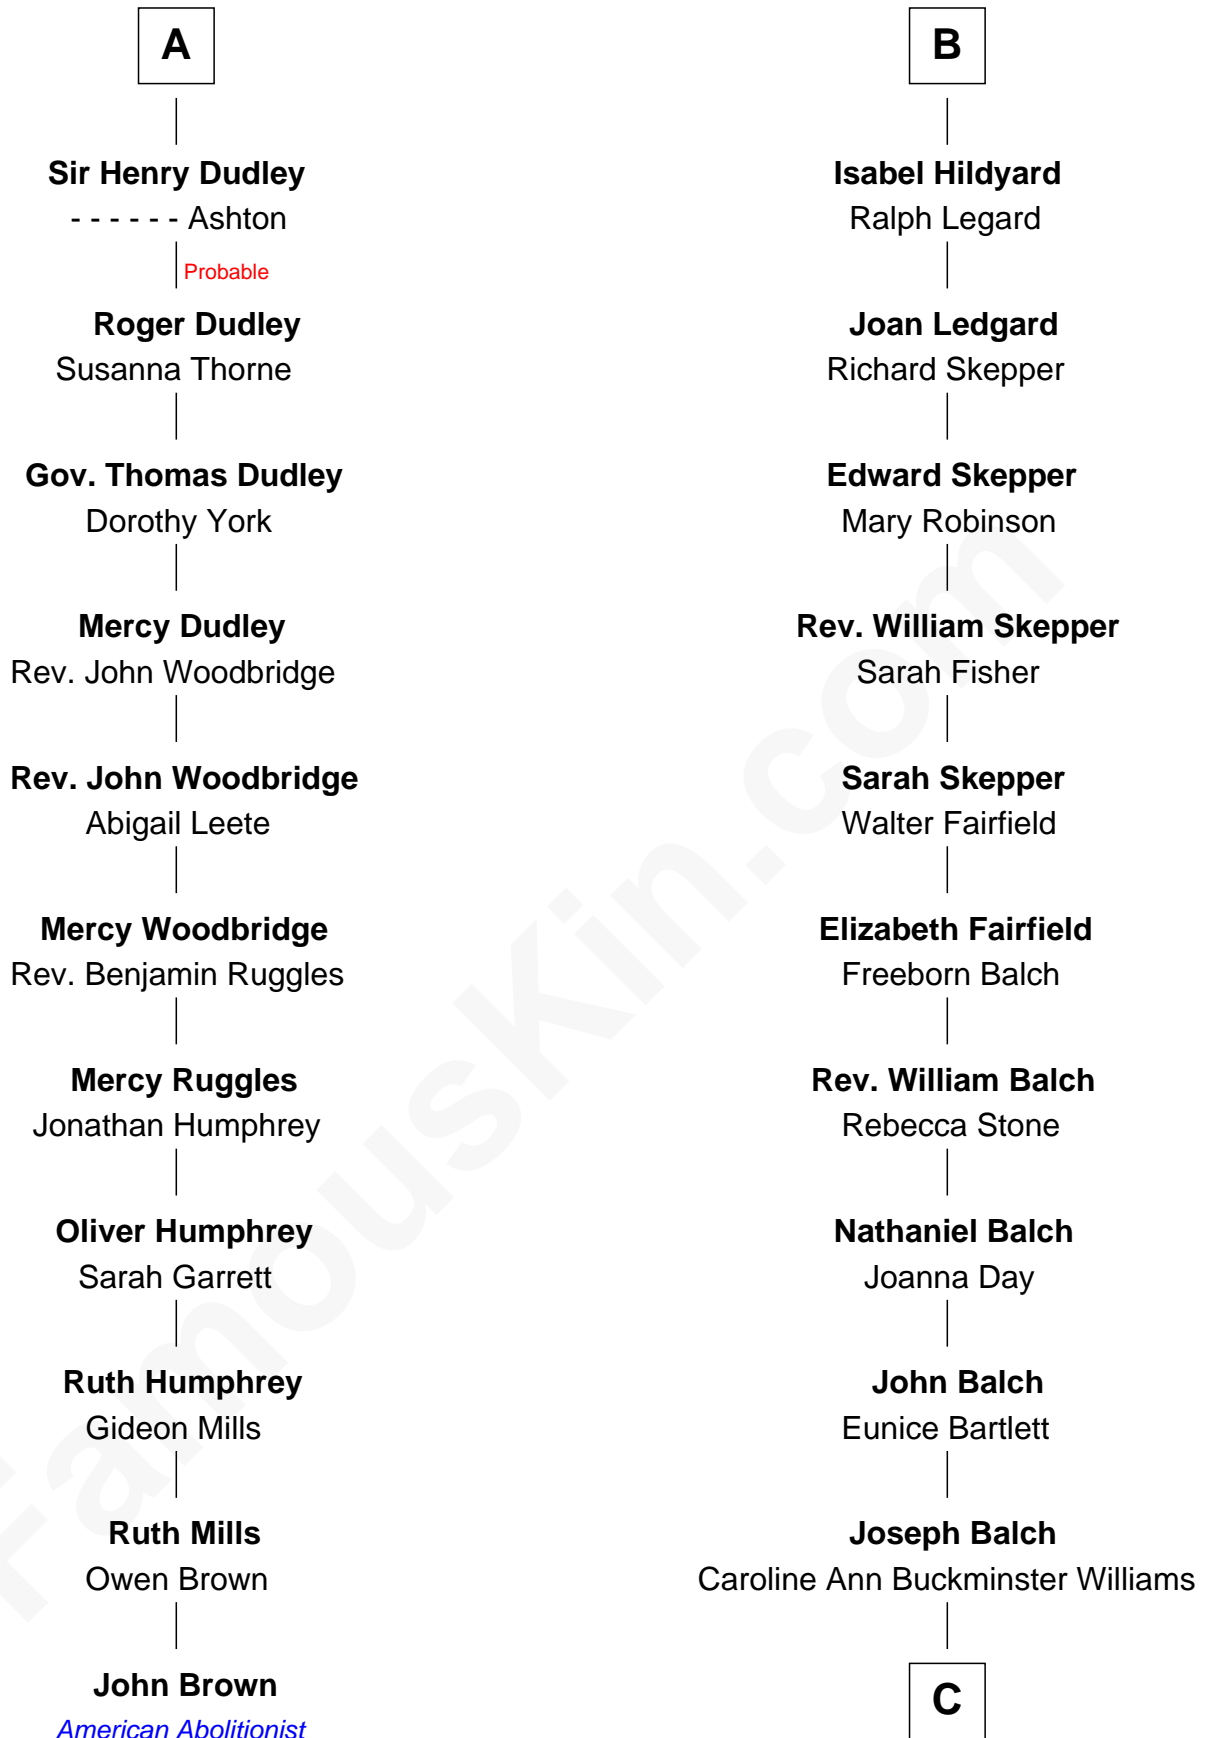 A
Sir Henry Dudley
- - - - - - Ashton
Probable
Roger Dudley
Susanna Thorne
Gov. Thomas Dudley
Dorothy York
Mercy Dudley
Rev. John Woodbridge
Rev. John Woodbridge
Abigail Leete
Mercy Woodbridge
Rev. Benjamin Ruggles
Mercy Ruggles
Jonathan Humphrey
Oliver Humphrey
Sarah Garrett
Ruth Humphrey
Gideon Mills
Ruth Mills
Owen Brown
John Brown
American Abolitionist
B
Isabel Hildyard
Ralph Legard
Joan Ledgard
Richard Skepper
Edward Skepper
Mary Robinson
Rev. William Skepper
Sarah Fisher
Sarah Skepper
Walter Fairfield
Elizabeth Fairfield
Freeborn Balch
Rev. William Balch
Rebecca Stone
Nathaniel Balch
Joanna Day
John Balch
Eunice Bartlett
Joseph Balch
Caroline Ann Buckminster Williams
C
FamousKin.com